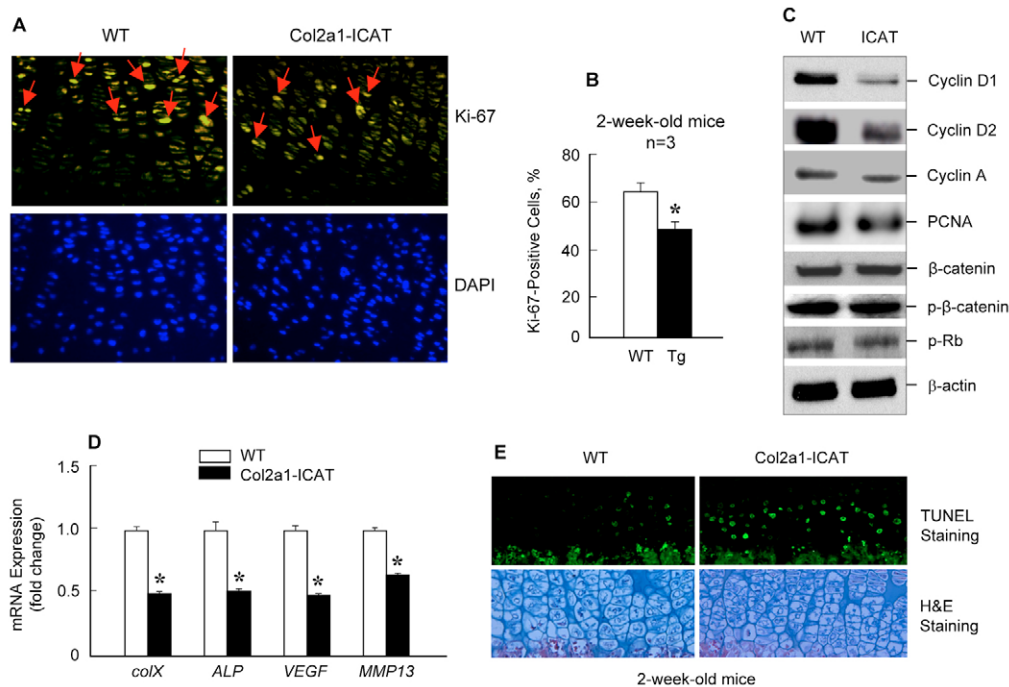 A
WT
Col2a1-ICAT
Ki-67
DAPI
B
2-week-old mice
n=3
Ki-67-Positive Cells, %
80
60
40
20
0
*
WT
Tg
C
WT
ICAT
Cyclin D1
Cyclin D2
Cyclin A
PCNA
β-catenin
p-β-catenin
p-Rb
β-actin
D
WT
Col2a1-ICAT
mRNA Expression
(fold change)
1.5
1.0
0.5
0
*
*
*
*
colX
ALP
VEGF
MMP13
E
WT
Col2a1-ICAT
TUNEL
Staining
H&E
Staining
2-week-old mice